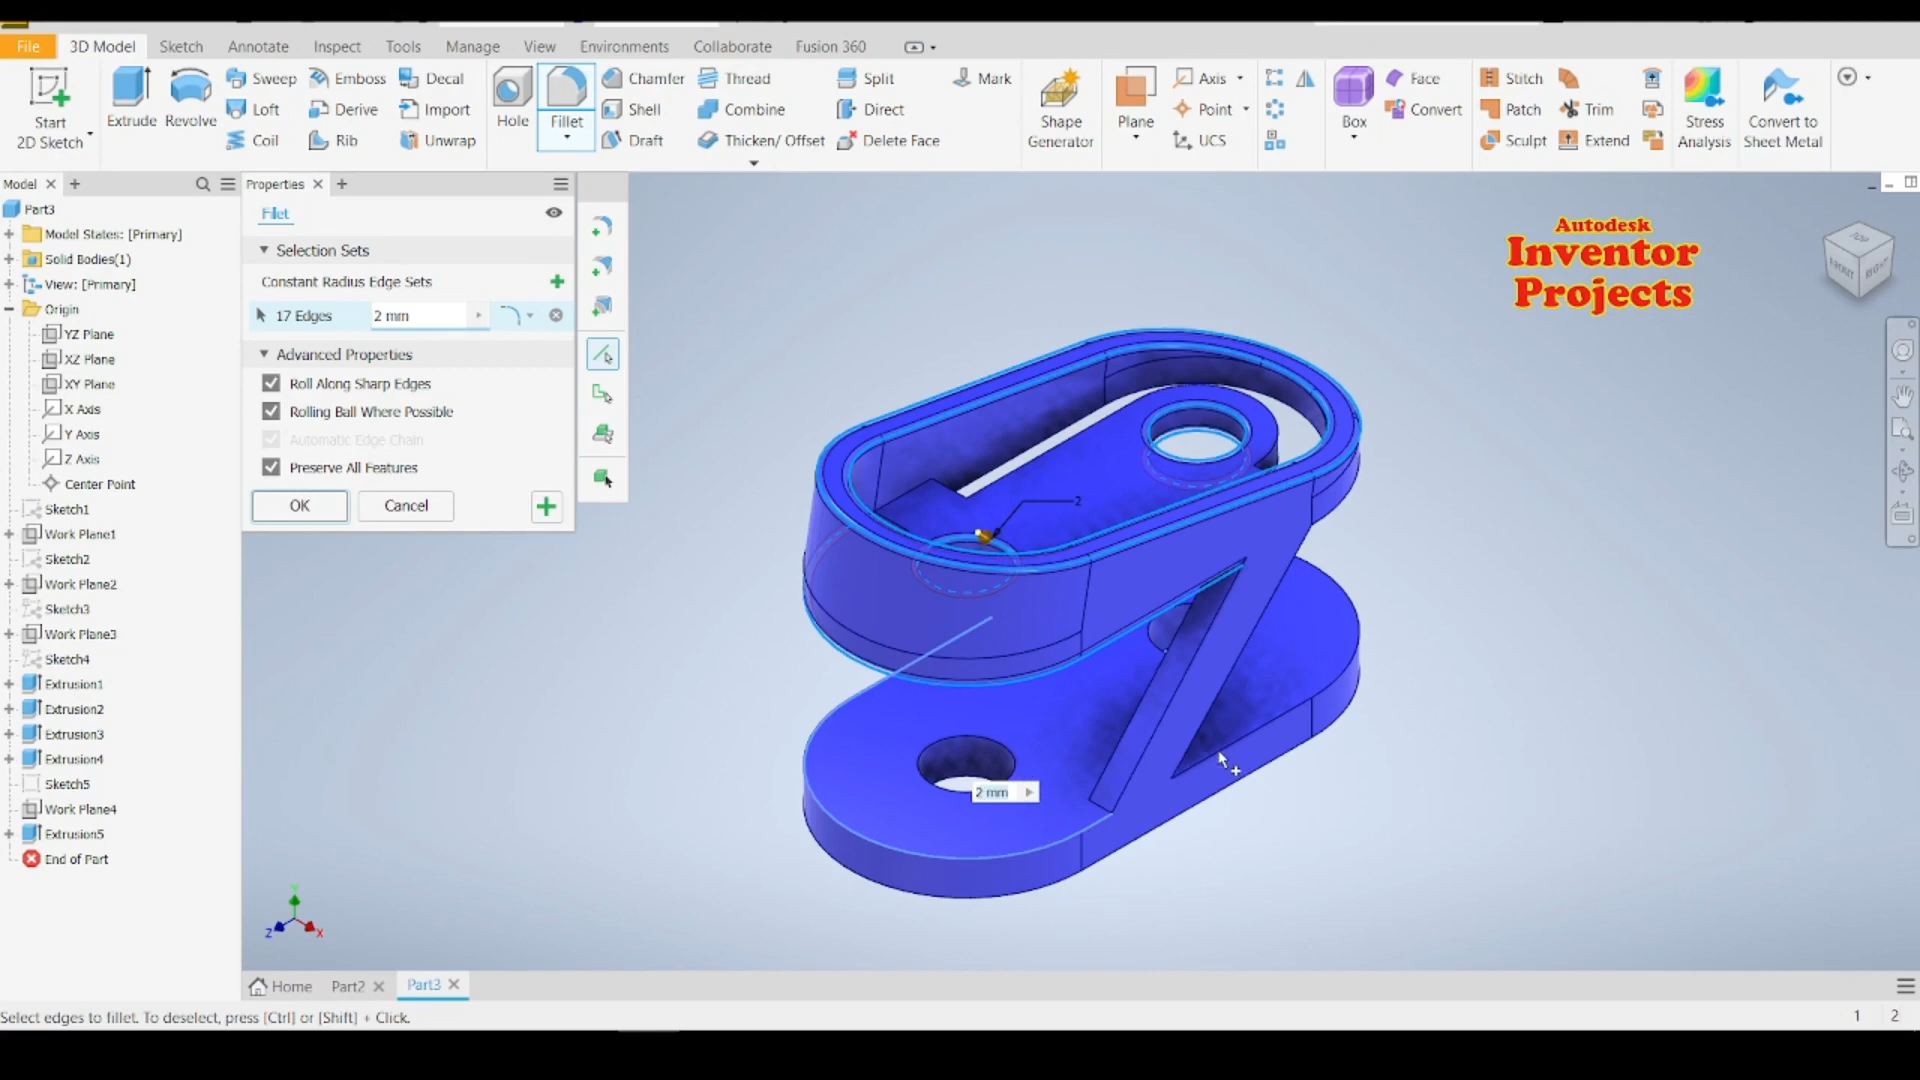 File 3D Model Sketch Annotate Inspect Tools Manage View Environments Collaborate Fusion 360
Start
2D Sketch
Extrude
Revolve
Sweep
Loft
Coil
Emboss
Derive
Rib
Decal
Import
Unwrap
Hole
Fillet
Chamfer
Shell
Draft
Thread
Combine
Thicken/ Offset
Split
Direct
Delete Face
Mark
Shape
Generator
Plane
Axis
Point
UCS
Box
Face
Convert
Stitch
Patch
Sculpt
Trim
Extend
Stress
Analysis
Convert to
Sheet Metal
Model
Part3
Model States: [Primary]
Solid Bodies(1)
View: [Primary]
Origin
YZ Plane
XZ Plane
XY Plane
X Axis
Y Axis
Z Axis
Center Point
Sketch1
Work Plane1
Sketch2
Work Plane2
Sketch3
Work Plane3
Sketch4
Extrusion1
Extrusion2
Extrusion3
Extrusion4
Sketch5
Work Plane4
Extrusion5
End of Part
Properties
Fillet
Selection Sets
Constant Radius Edge Sets
17 Edges 2 mm
Advanced Properties
Roll Along Sharp Edges
Rolling Ball Where Possible
Automatic Edge Chain
Preserve All Features
OK Cancel
Autodesk
Inventor
Projects
TOP
FRONT
RIGHT
2
2 mm
Y
Z
X
Home Part2 Part3
Select edges to fillet. To deselect, press [Ctrl] or [Shift] + Click.
1 2